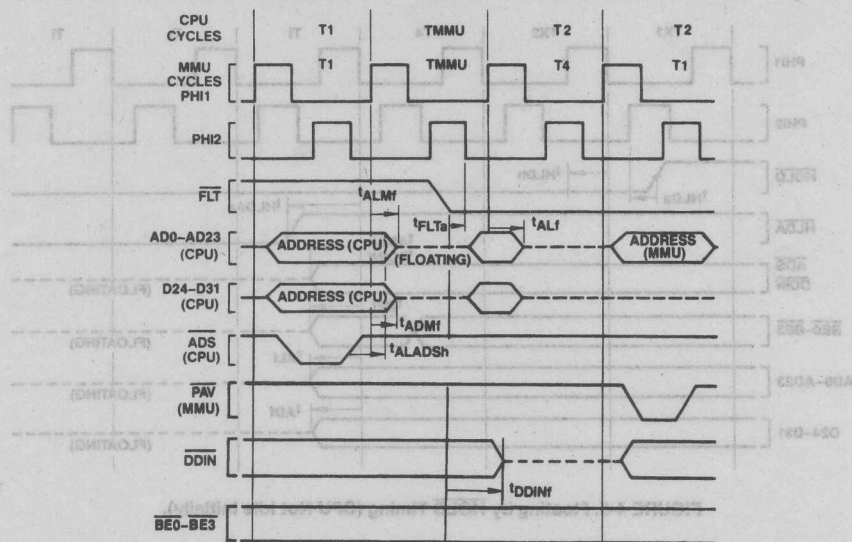 CPU CYCLES T1 TMMU T2 T2
MMU CYCLES T1 TMMU T4 T1
PHI1
PHI2
FLT
tALMf
tFLTa
tALf
AD0–AD23 (CPU) ADDRESS (CPU) (FLOATING) ADDRESS (MMU)
D24–D31 (CPU) ADDRESS (CPU)
tADMf
ADS (CPU)
tALADSh
PAV (MMU)
DDIN
tDDINf
BE0–BE3